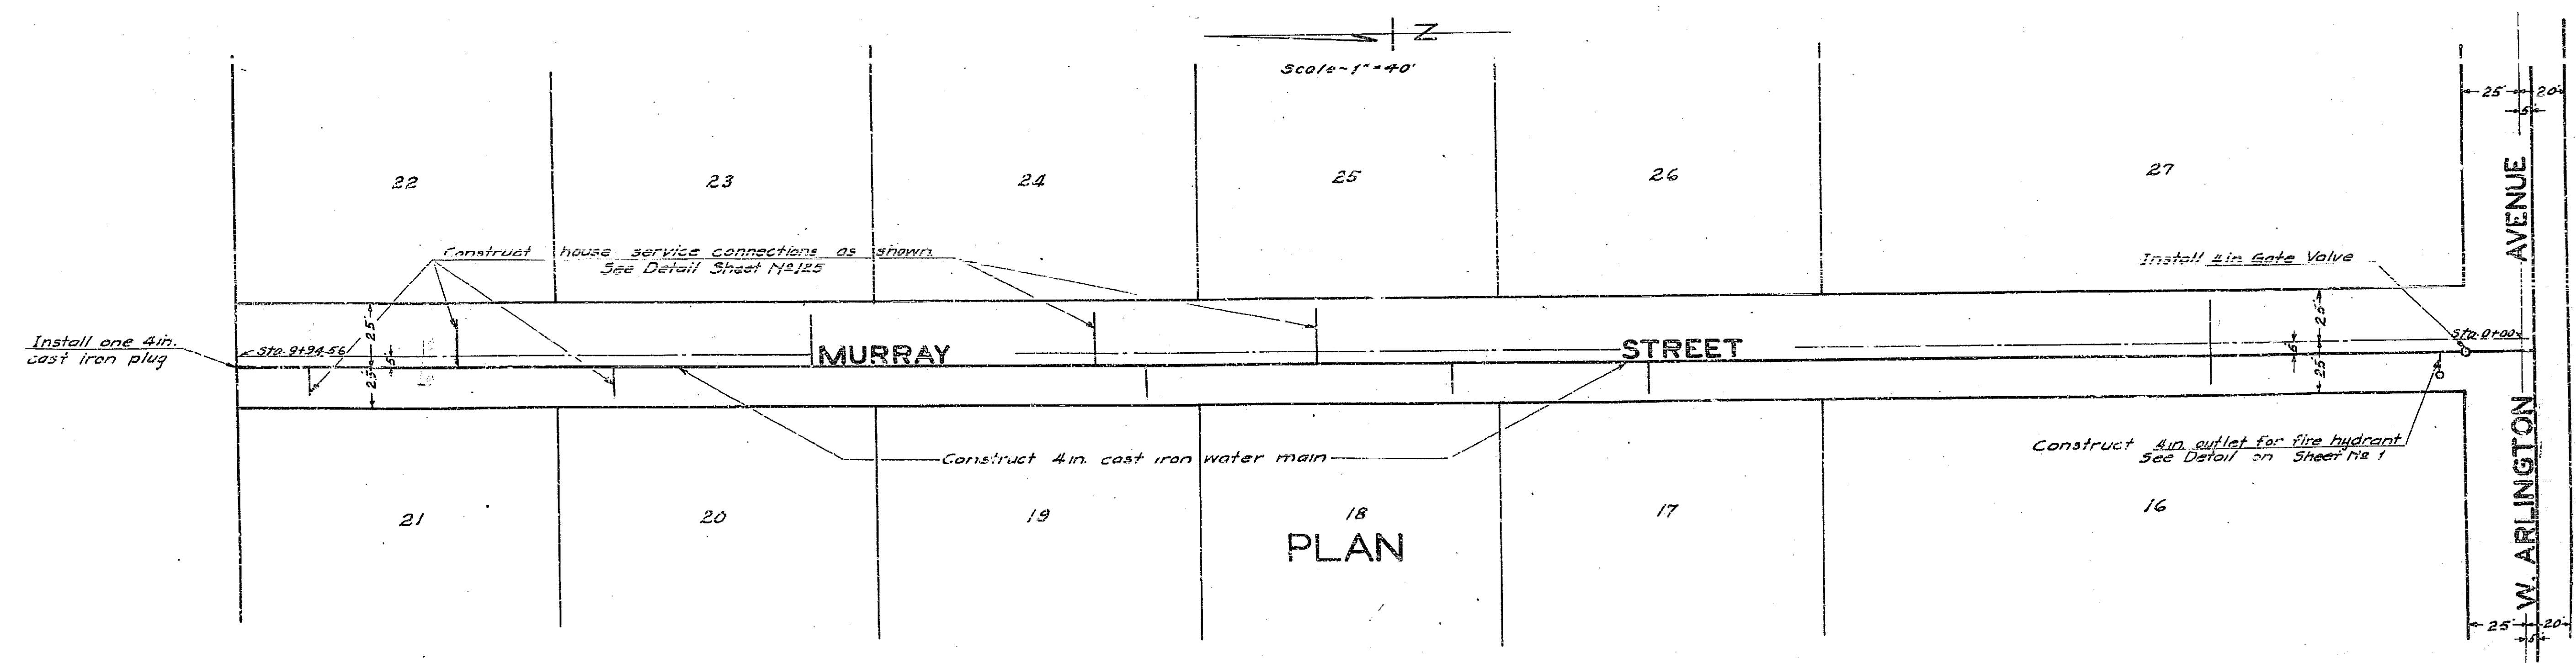 N
Scale~1"=40'
25' 20'
5'
22 23 24 25 26 27
AVENUE
Construct house service connections as shown.
See Detail Sheet Nº125
Install 4in Gate Valve
Install one 4in.
cast iron plug
Sta. 9+94.56
25'
5'
25'
MURRAY STREET
25'
5'
25'
Sta. 0+00
Construct 4in. cast iron water main
Construct 4in. outlet for fire hydrant
See Detail on Sheet Nº 1
W. ARLINGTON
21 20 19 18 17 16
PLAN
25' 20'
5'